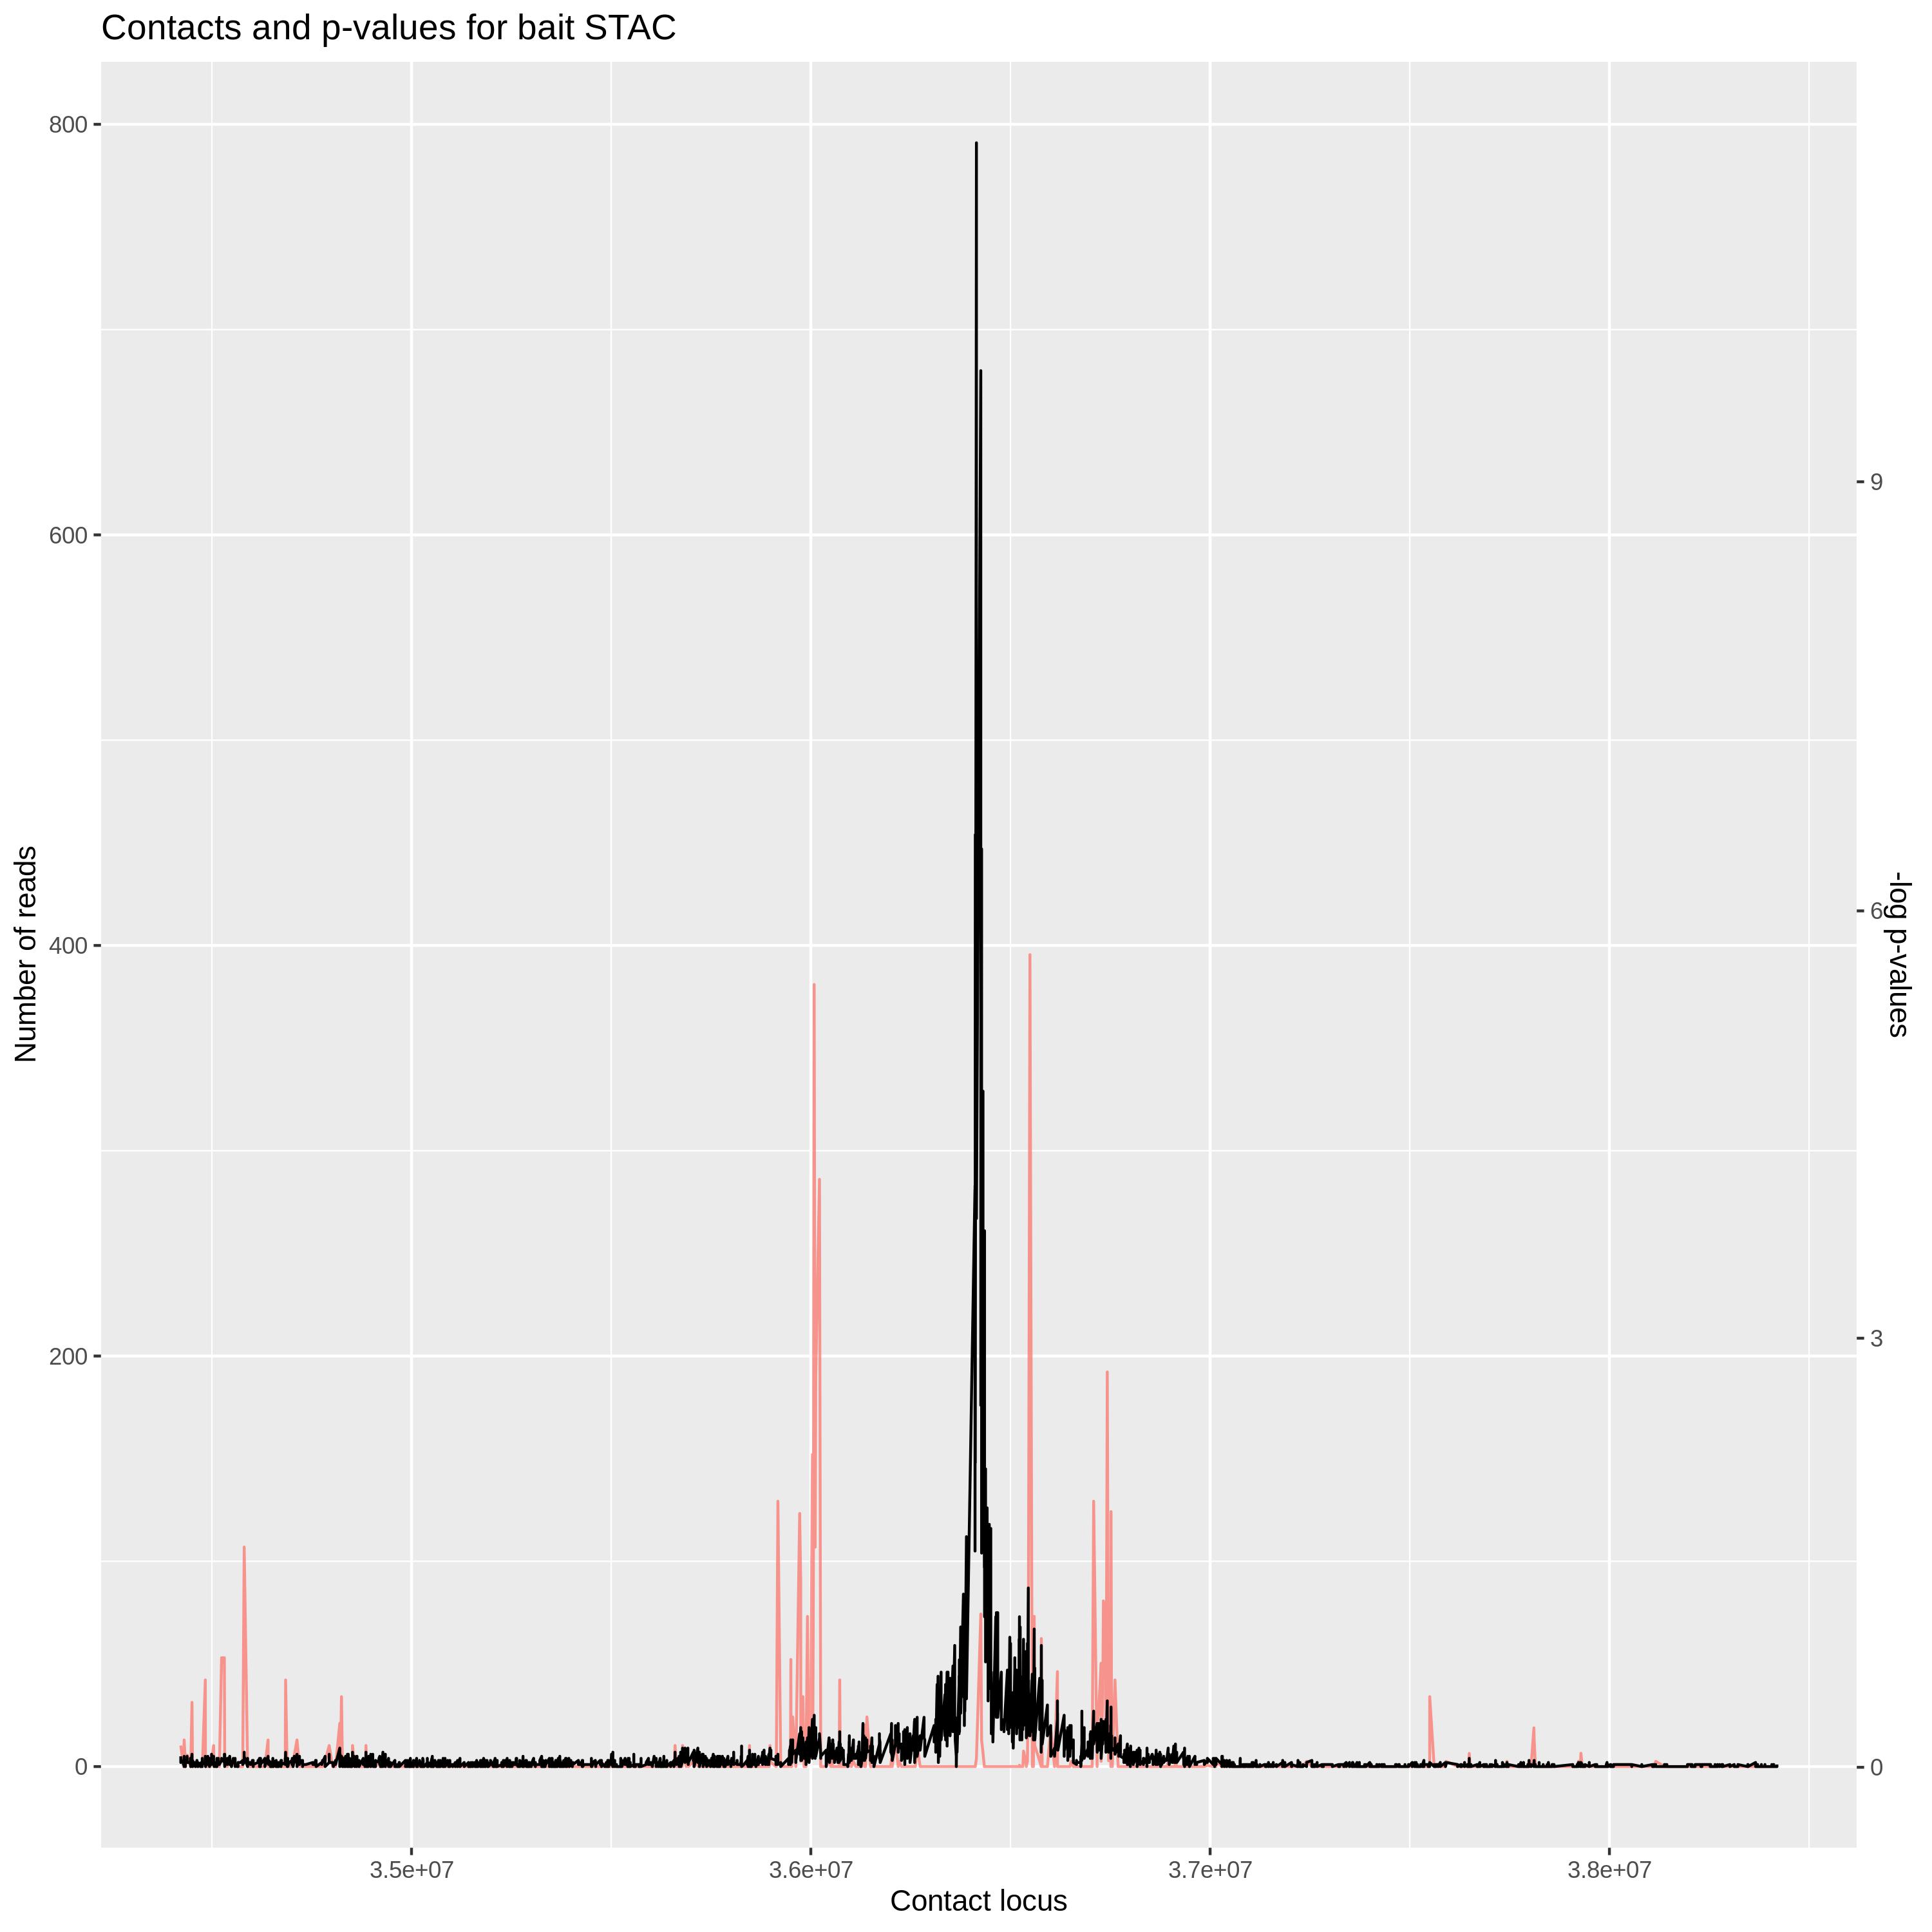 Contacts and p-values for bait STAC
800
600
400
200
0
Number of reads
9
6
3
0
-log p-values
3.5e+07 3.6e+07 3.7e+07 3.8e+07
Contact locus